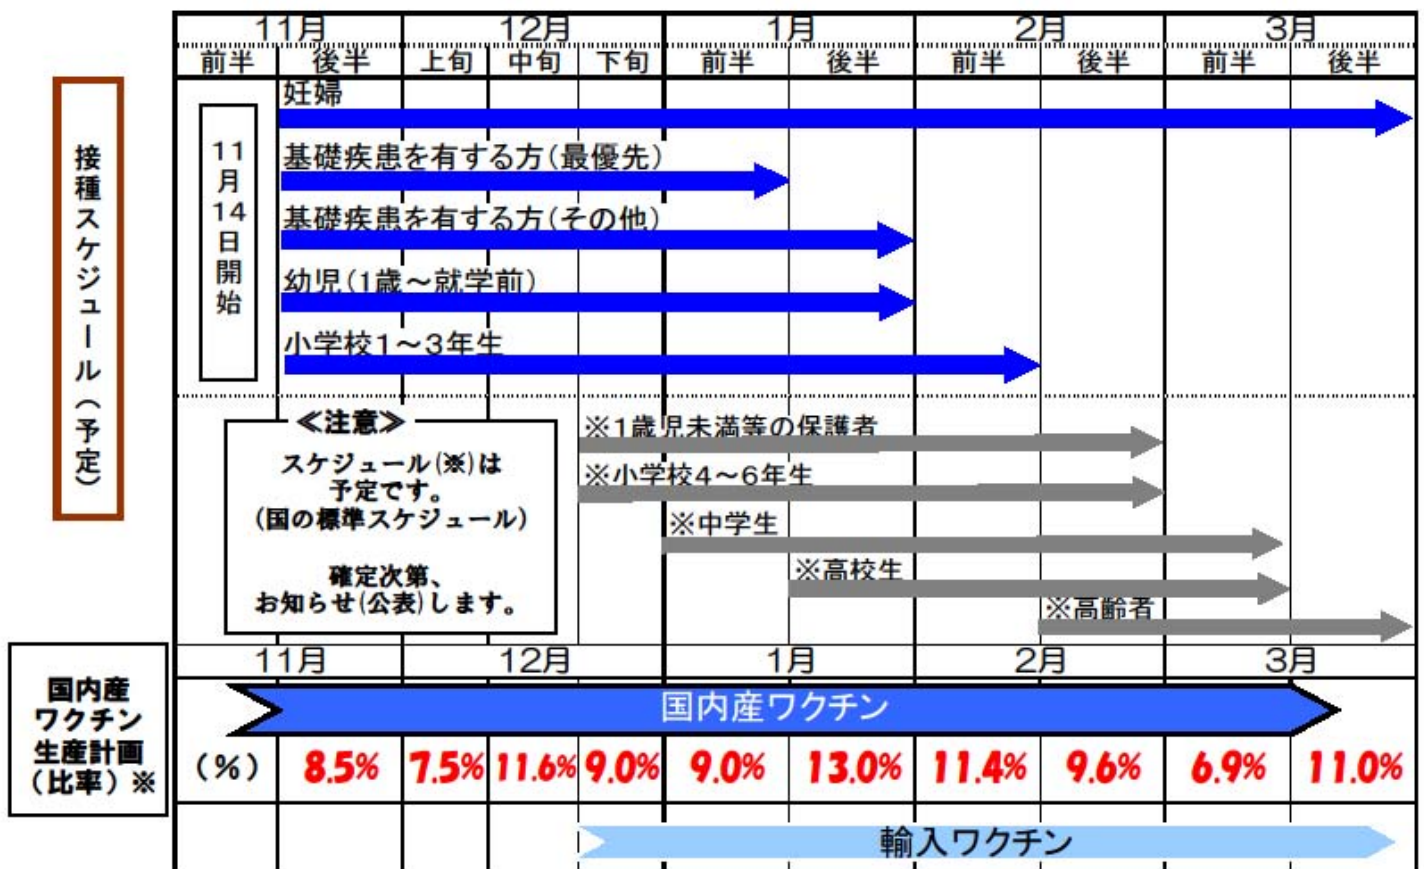 11月 12月 1月 2月 3月
前半 後半 上旬 中旬 下旬 前半 後半 前半 後半 前半 後半
接種スケジュール(予定)
11月14日開始
妊婦
基礎疾患を有する方(最優先)
基礎疾患を有する方(その他)
幼児(1歳～就学前)
小学校1～3年生
≪注意≫
スケジュール(※)は
予定です。
(国の標準スケジュール)
確定次第、
お知らせ(公表)します。
※1歳児未満等の保護者
※小学校4～6年生
※中学生
※高校生
※高齢者
11月 12月 1月 2月 3月
国内産
ワクチン
生産計画
(比率)※
国内産ワクチン
(%) 8.5% 7.5% 11.6% 9.0% 9.0% 13.0% 11.4% 9.6% 6.9% 11.0%
輸入ワクチン